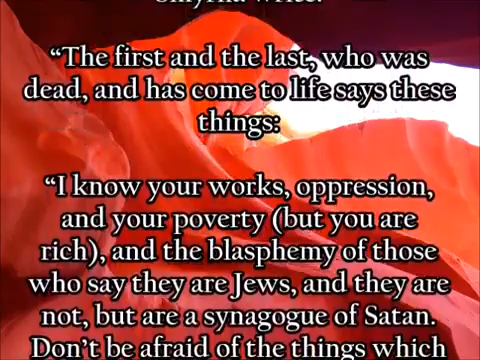 Smyrna write:
“The first and the last, who was
dead, and has come to life says these
things:
“I know your works, oppression,
and your poverty (but you are
rich), and the blasphemy of those
who say they are Jews, and they are
not, but are a synagogue of Satan.
Don’t be afraid of the things which